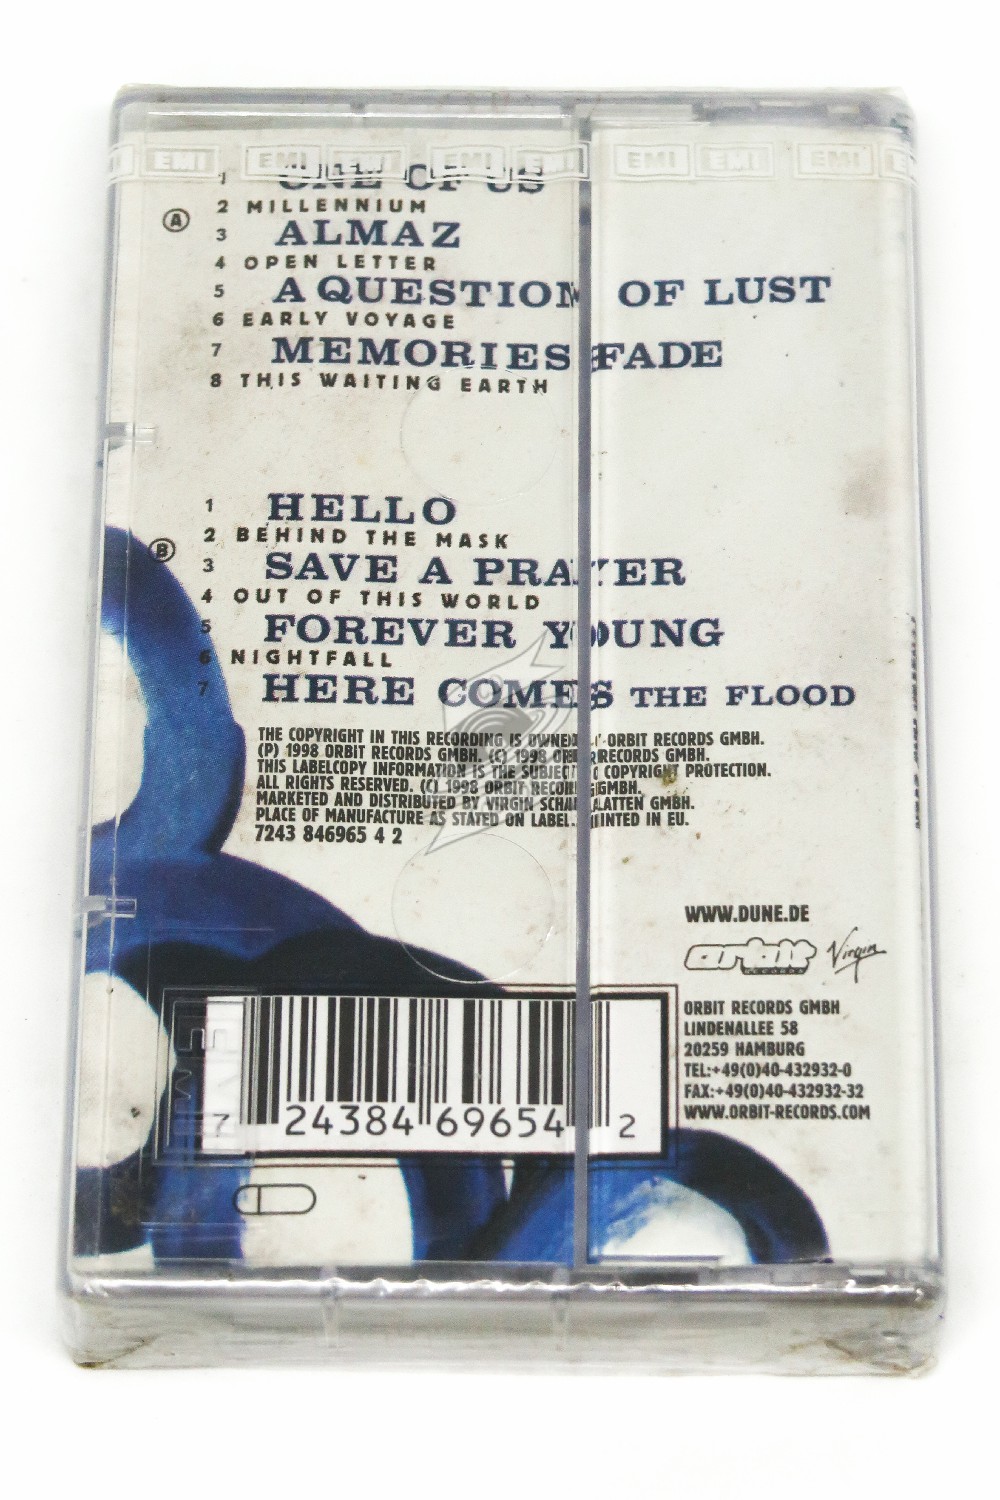 EMI EMI EMI EMI EMI EMI EMI EMI
1 ONE OF US
A
2 MILLENNIUM
3 ALMAZ
4 OPEN LETTER
5 A QUESTION OF LUST
6 EARLY VOYAGE
7 MEMORIES FADE
8 THIS WAITING EARTH
1 HELLO
B
2 BEHIND THE MASK
3 SAVE A PRAYER
4 OUT OF THIS WORLD
5 FOREVER YOUNG
6 NIGHTFALL
7 HERE COMES THE FLOOD
THE COPYRIGHT IN THIS RECORDING IS OWNED ORBIT RECORDS GMBH.
(P) 1998 ORBIT RECORDS GMBH. (C) 1998 RECORDS GMBH.
THIS LABELCOPY INFORMATION IS THE SUBJECT COPYRIGHT PROTECTION.
ALL RIGHTS RESERVED. (C) 1998 ORBIT GMBH.
MARKETED AND DISTRIBUTED BY VIRGIN GMBH.
PLACE OF MANUFACTURE AS STATED ON LABEL. PRINTED IN EU.
7243 846965 4 2
WWW.DUNE.DE
orbit RECORDS Virgin
ORBIT RECORDS GMBH
LINDENALLEE 58
20259 HAMBURG
TEL:+49(0)40-432932-0
FAX:+49(0)40-432932-32
WWW.ORBIT-RECORDS.COM
7 24384 69654 2